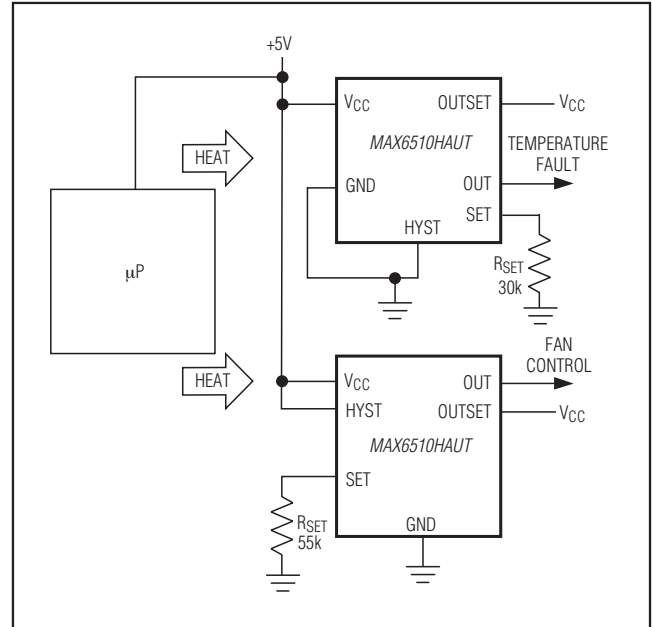 +5V
VCC
OUTSET
VCC
MAX6510HAUT
HEAT
TEMPERATURE
FAULT
GND
OUT
SET
HYST
RSET
30k
μP
HEAT
FAN
CONTROL
VCC
OUT
HYST
OUTSET
VCC
MAX6510HAUT
SET
RSET
55k
GND